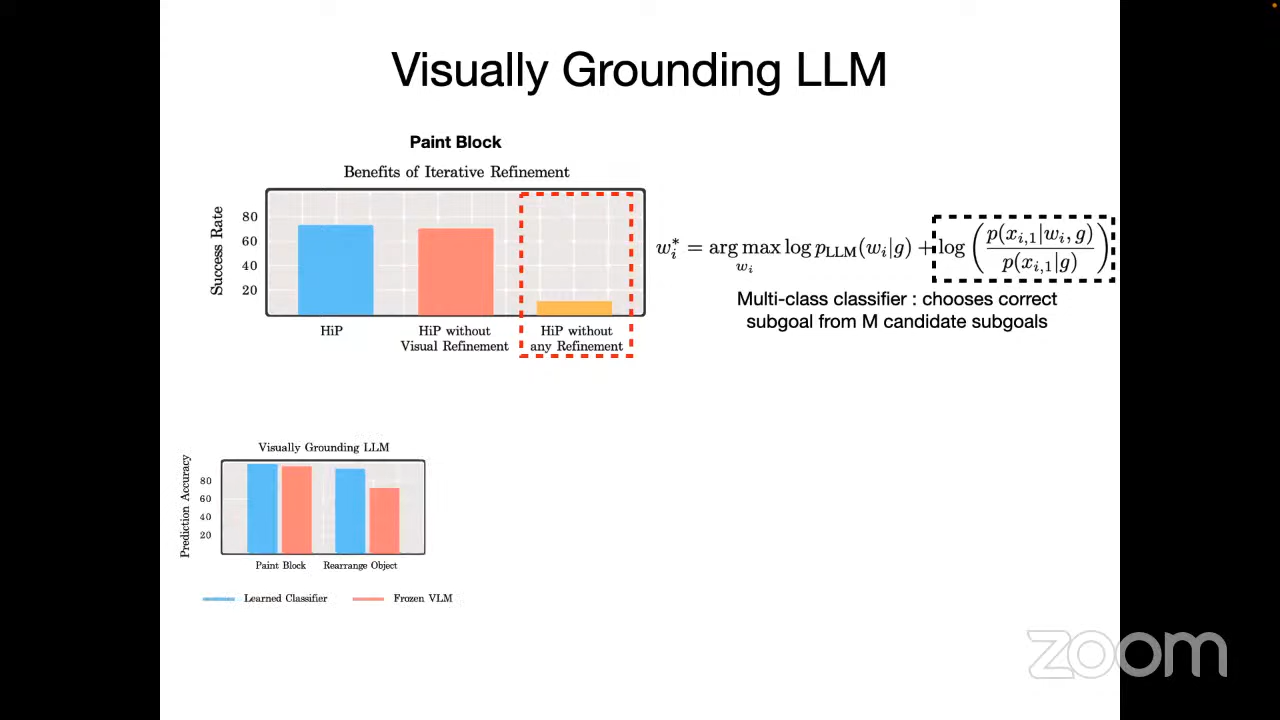 Visually Grounding LLM
Paint Block
Benefits of Iterative Refinement
Success Rate
80
60
40
20
HiP
HiP without
Visual Refinement
HiP without
any Refinement
w_i^* = arg max_{w_i} log p_LLM(w_i|g) + log ( p(x_{i,1}|w_i, g) / p(x_{i,1}|g) )
Multi-class classifier : chooses correct
subgoal from M candidate subgoals
Visually Grounding LLM
Prediction Accuracy
80
60
40
20
Paint Block
Rearrange Object
Learned Classifier
Frozen VLM
zoom